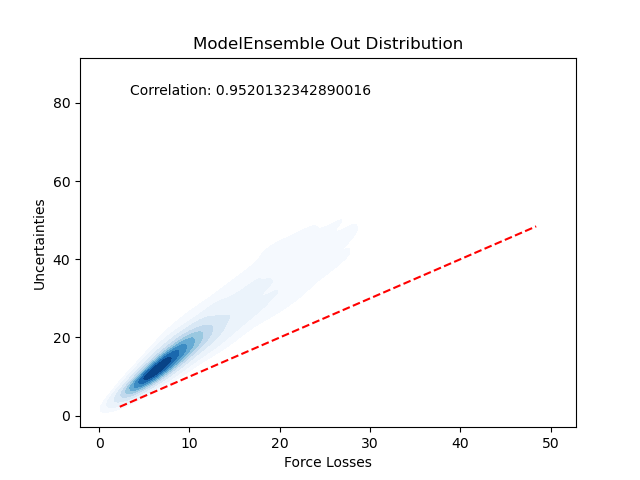 ModelEnsemble Out Distribution
Correlation: 0.9520132342890016
Uncertainties
80
60
40
20
0
0 10 20 30 40 50
Force Losses